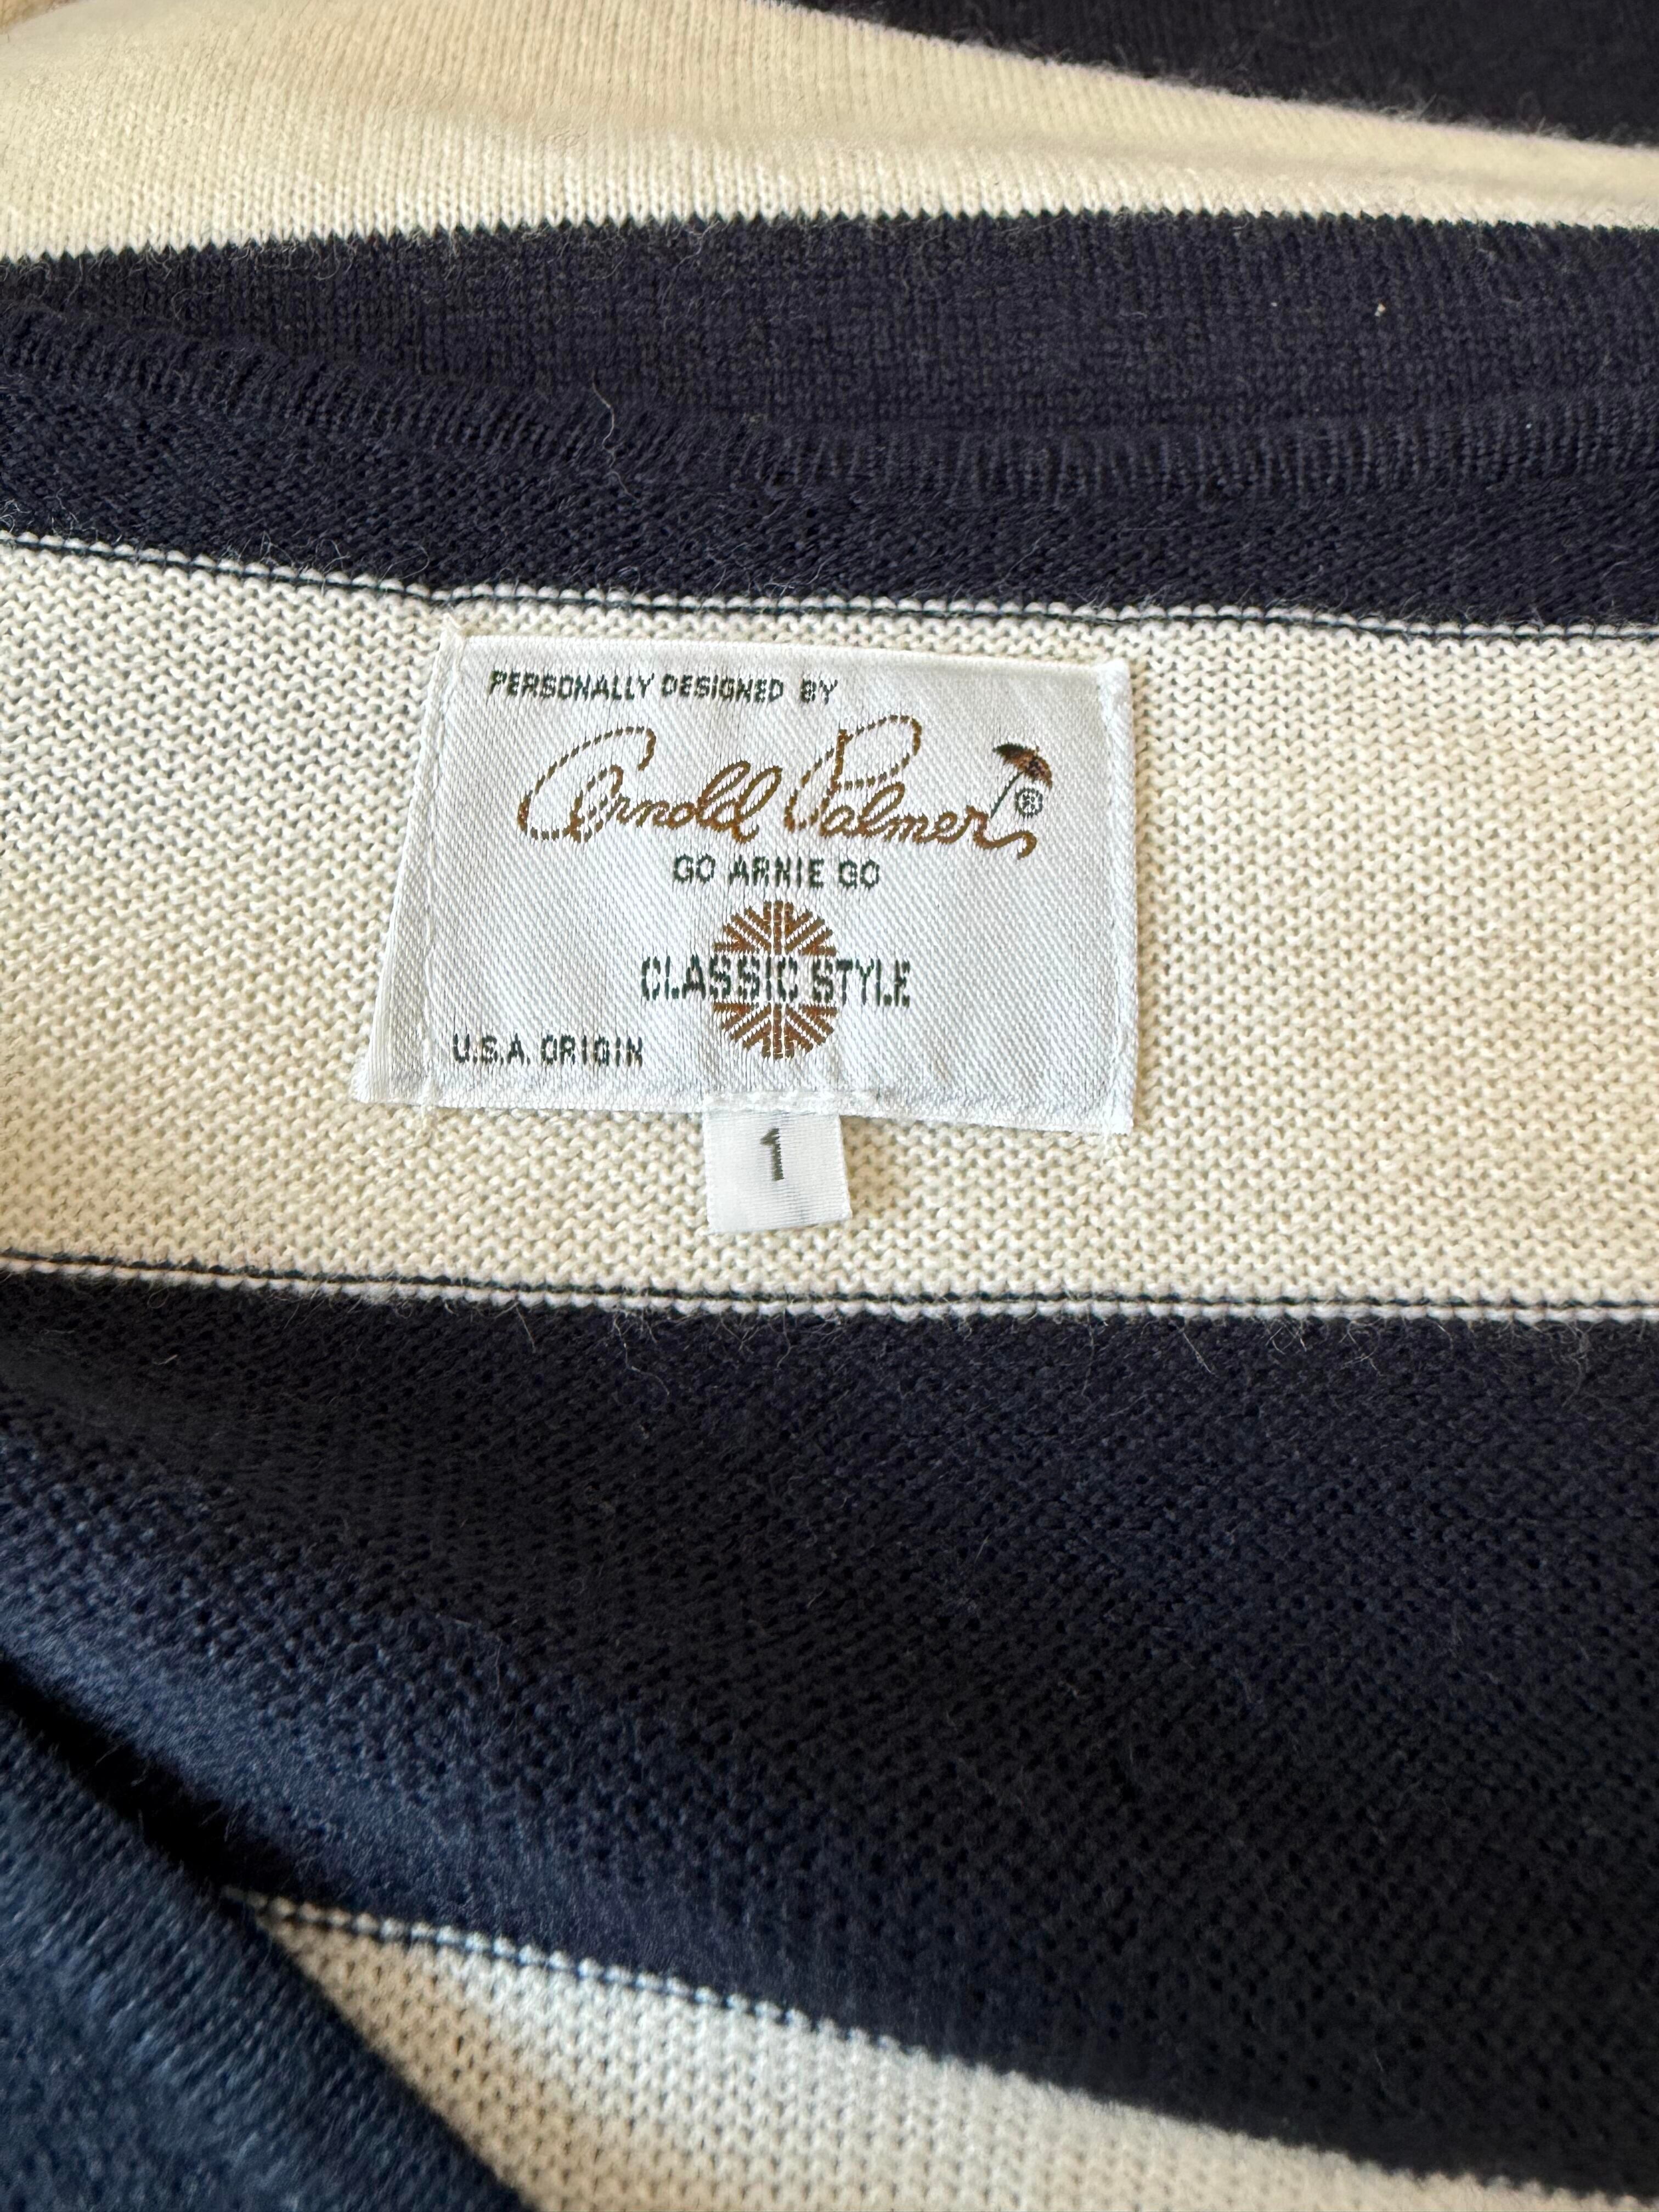 PERSONALLY DESIGNED BY
Arnold Palmer ®
GO ARNIE GO
CLASSIC STYLE
U.S.A. ORIGIN
1